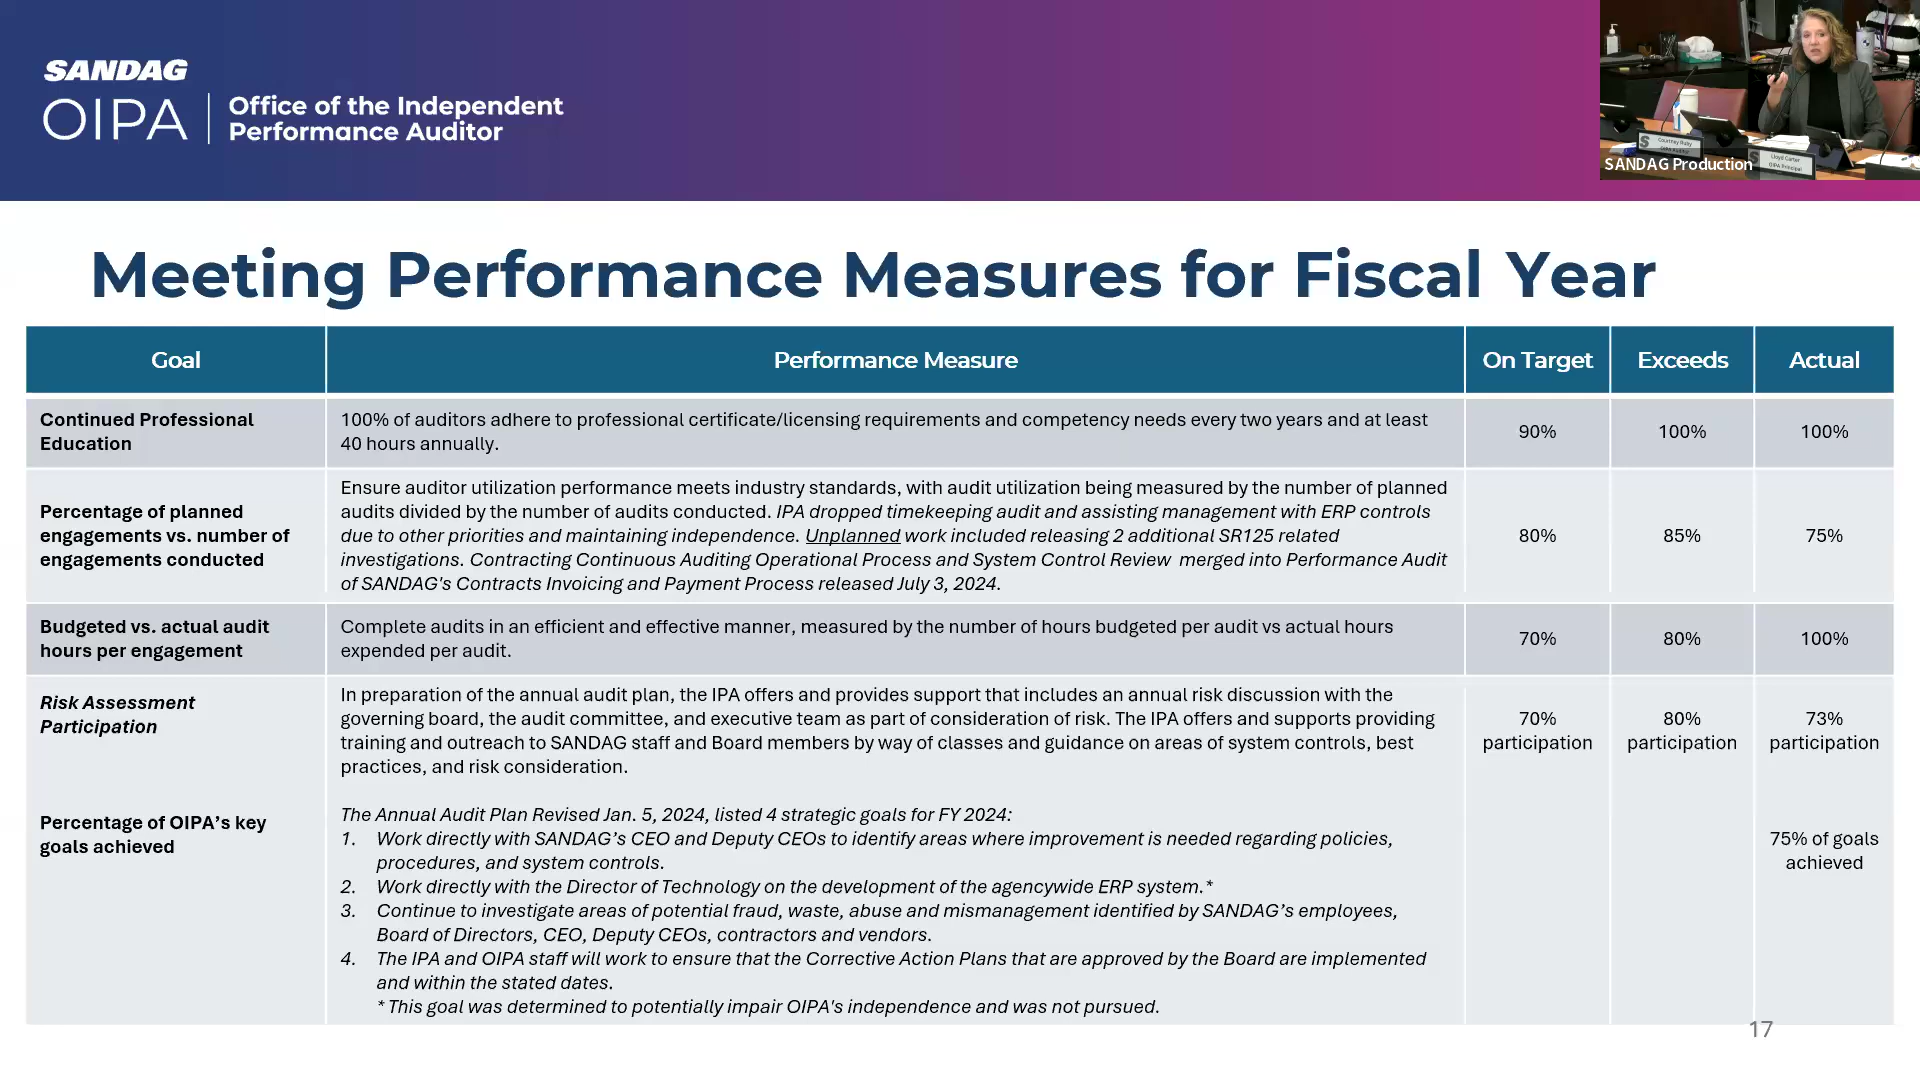 SANDAG
OIPA
Office of the Independent
Performance Auditor
Courtney Ruby
Lloyd Carter
OIPA Principal
SANDAG Production
Meeting Performance Measures for Fiscal Year
Goal
Performance Measure
On Target
Exceeds
Actual
Continued Professional
Education
100% of auditors adhere to professional certificate/licensing requirements and competency needs every two years and at least
40 hours annually.
90%
100%
100%
Percentage of planned
engagements vs. number of
engagements conducted
Ensure auditor utilization performance meets industry standards, with audit utilization being measured by the number of planned
audits divided by the number of audits conducted. IPA dropped timekeeping audit and assisting management with ERP controls
due to other priorities and maintaining independence. Unplanned work included releasing 2 additional SR125 related
investigations. Contracting Continuous Auditing Operational Process and System Control Review merged into Performance Audit
of SANDAG's Contracts Invoicing and Payment Process released July 3, 2024.
80%
85%
75%
Budgeted vs. actual audit
hours per engagement
Complete audits in an efficient and effective manner, measured by the number of hours budgeted per audit vs actual hours
expended per audit.
70%
80%
100%
Risk Assessment
Participation
In preparation of the annual audit plan, the IPA offers and provides support that includes an annual risk discussion with the
governing board, the audit committee, and executive team as part of consideration of risk. The IPA offers and supports providing
training and outreach to SANDAG staff and Board members by way of classes and guidance on areas of system controls, best
practices, and risk consideration.
70%
participation
80%
participation
73%
participation
Percentage of OIPA's key
goals achieved
The Annual Audit Plan Revised Jan. 5, 2024, listed 4 strategic goals for FY 2024:
1. Work directly with SANDAG's CEO and Deputy CEOs to identify areas where improvement is needed regarding policies,
procedures, and system controls.
2. Work directly with the Director of Technology on the development of the agencywide ERP system.*
3. Continue to investigate areas of potential fraud, waste, abuse and mismanagement identified by SANDAG's employees,
Board of Directors, CEO, Deputy CEOs, contractors and vendors.
4. The IPA and OIPA staff will work to ensure that the Corrective Action Plans that are approved by the Board are implemented
and within the stated dates.
* This goal was determined to potentially impair OIPA's independence and was not pursued.
75% of goals
achieved
17